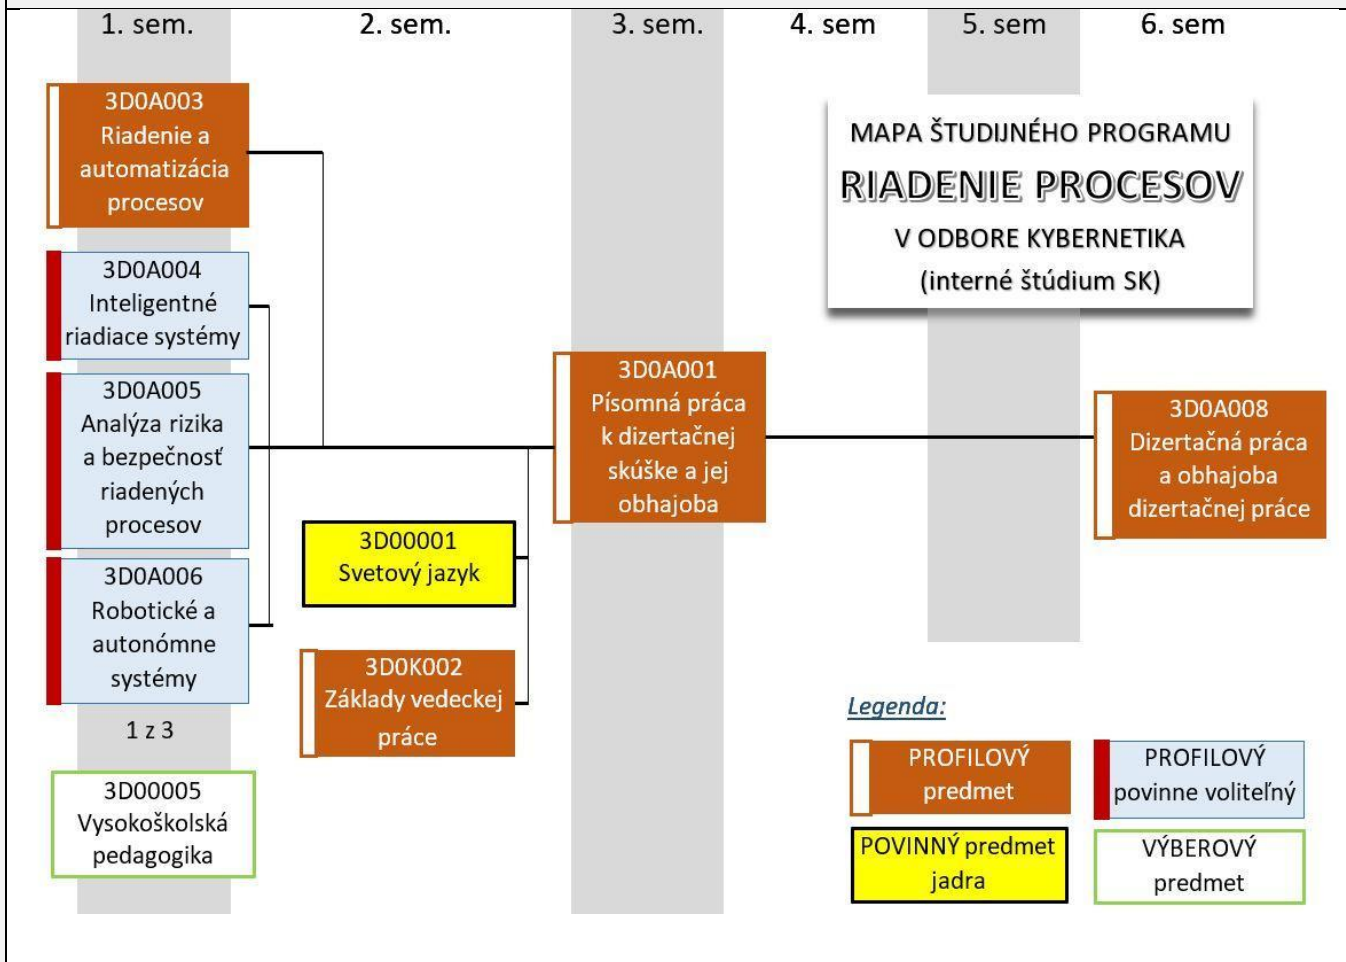 1. sem.
2. sem.
3. sem.
4. sem
5. sem
6. sem
3D0A003
Riadenie a
automatizácia
procesov
3D0A004
Inteligentné
riadiace systémy
3D0A005
Analýza rizika
a bezpečnosť
riadených
procesov
3D0A006
Robotické a
autonómne
systémy
1 z 3
3D00005
Vysokoškolská
pedagogika
3D00001
Svetový jazyk
3D0K002
Základy vedeckej
práce
3D0A001
Písomná práca
k dizertačnej
skúške a jej
obhajoba
MAPA ŠTUDIJNÉHO PROGRAMU
RIADENIE PROCESOV
V ODBORE KYBERNETIKA
(interné štúdium SK)
3D0A008
Dizertačná práca
a obhajoba
dizertačnej práce
Legenda:
PROFILOVÝ
predmet
PROFILOVÝ
povinne voliteľný
POVINNÝ predmet
jadra
VÝBEROVÝ
predmet